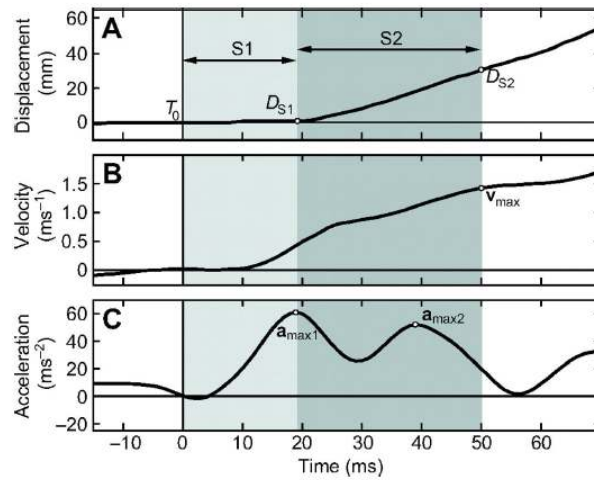 A
Displacement
(mm)
60
40
20
0
S1
S2
T0
DS1
DS2
B
Velocity
(ms-1)
1.5
1.0
0.5
0
vmax
C
Acceleration
(ms-2)
60
40
20
0
–20
amax1
amax2
–10 0 10 20 30 40 50 60
Time (ms)